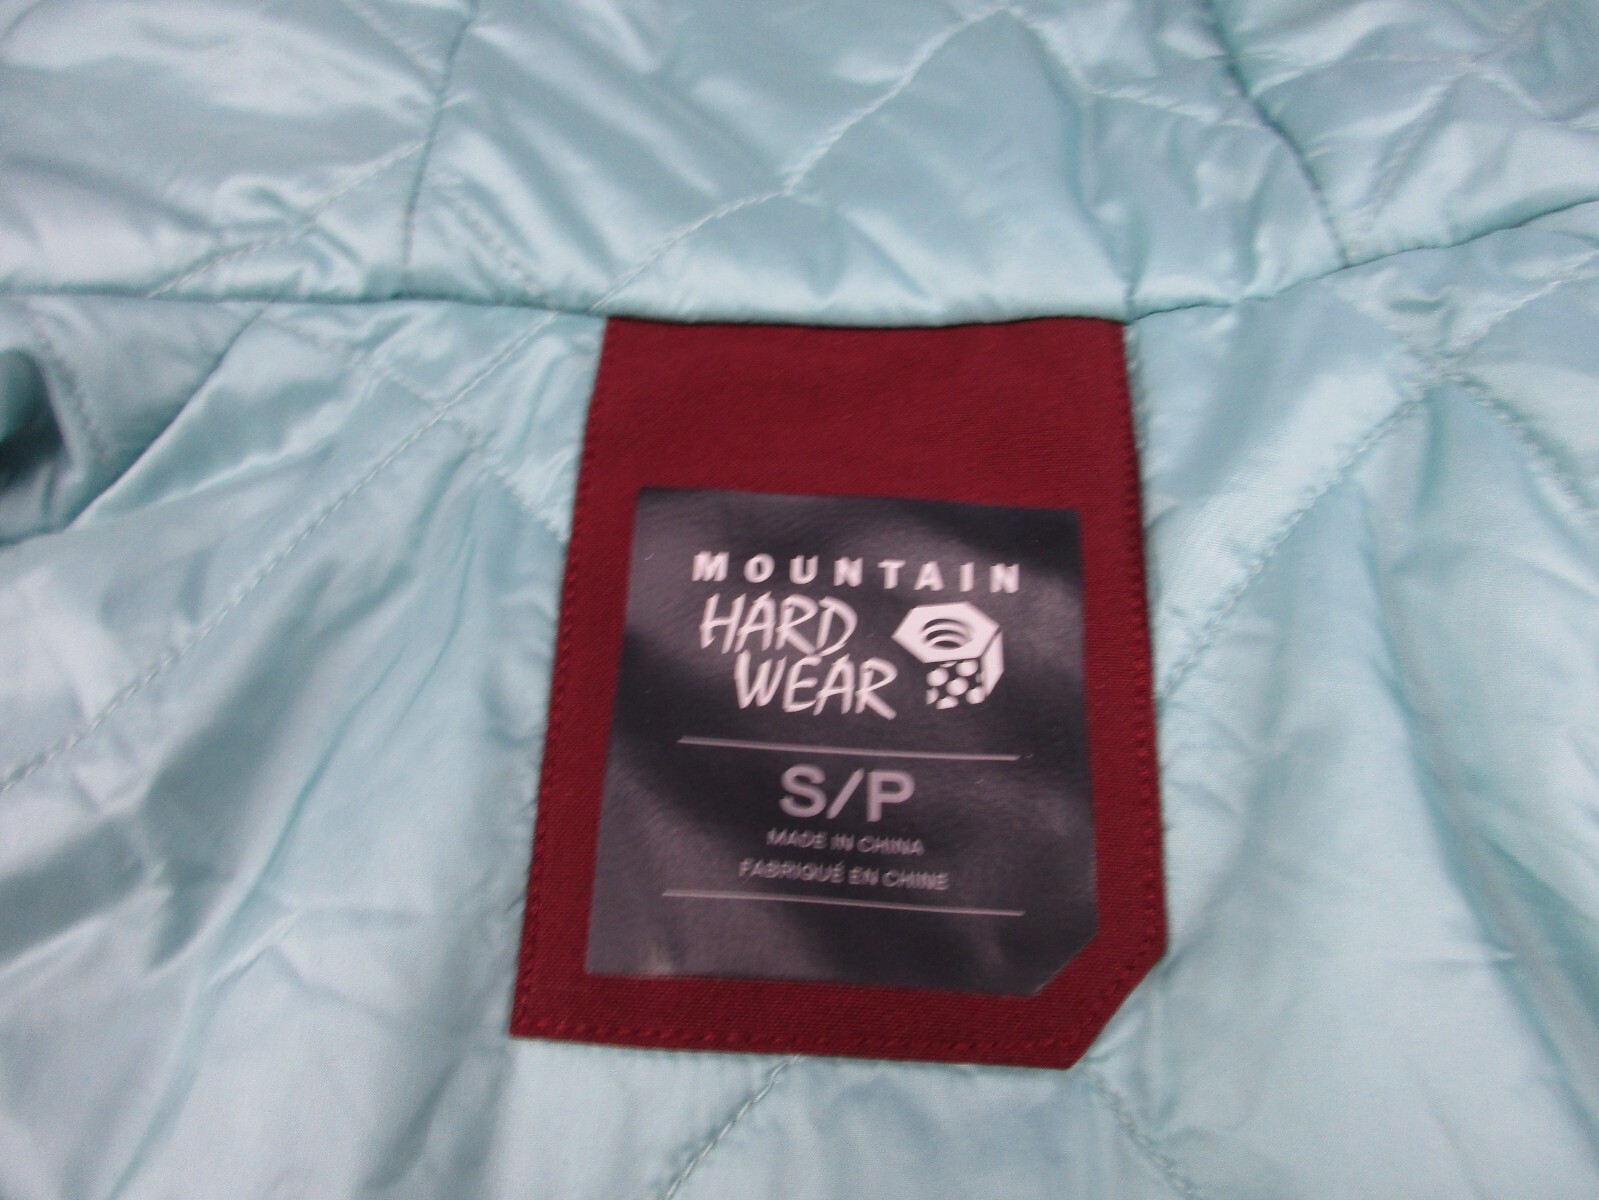 MOUNTAIN
HARD
WEAR
S/P
MADE IN CHINA
FABRIQUÉ EN CHINE